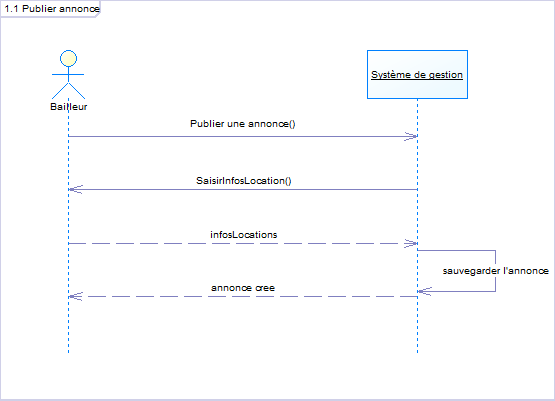 1.1 Publier annonce
Système de gestion
Bailleur
Publier une annonce()
SaisirInfosLocation()
infosLocations
sauvegarder l'annonce
annonce cree